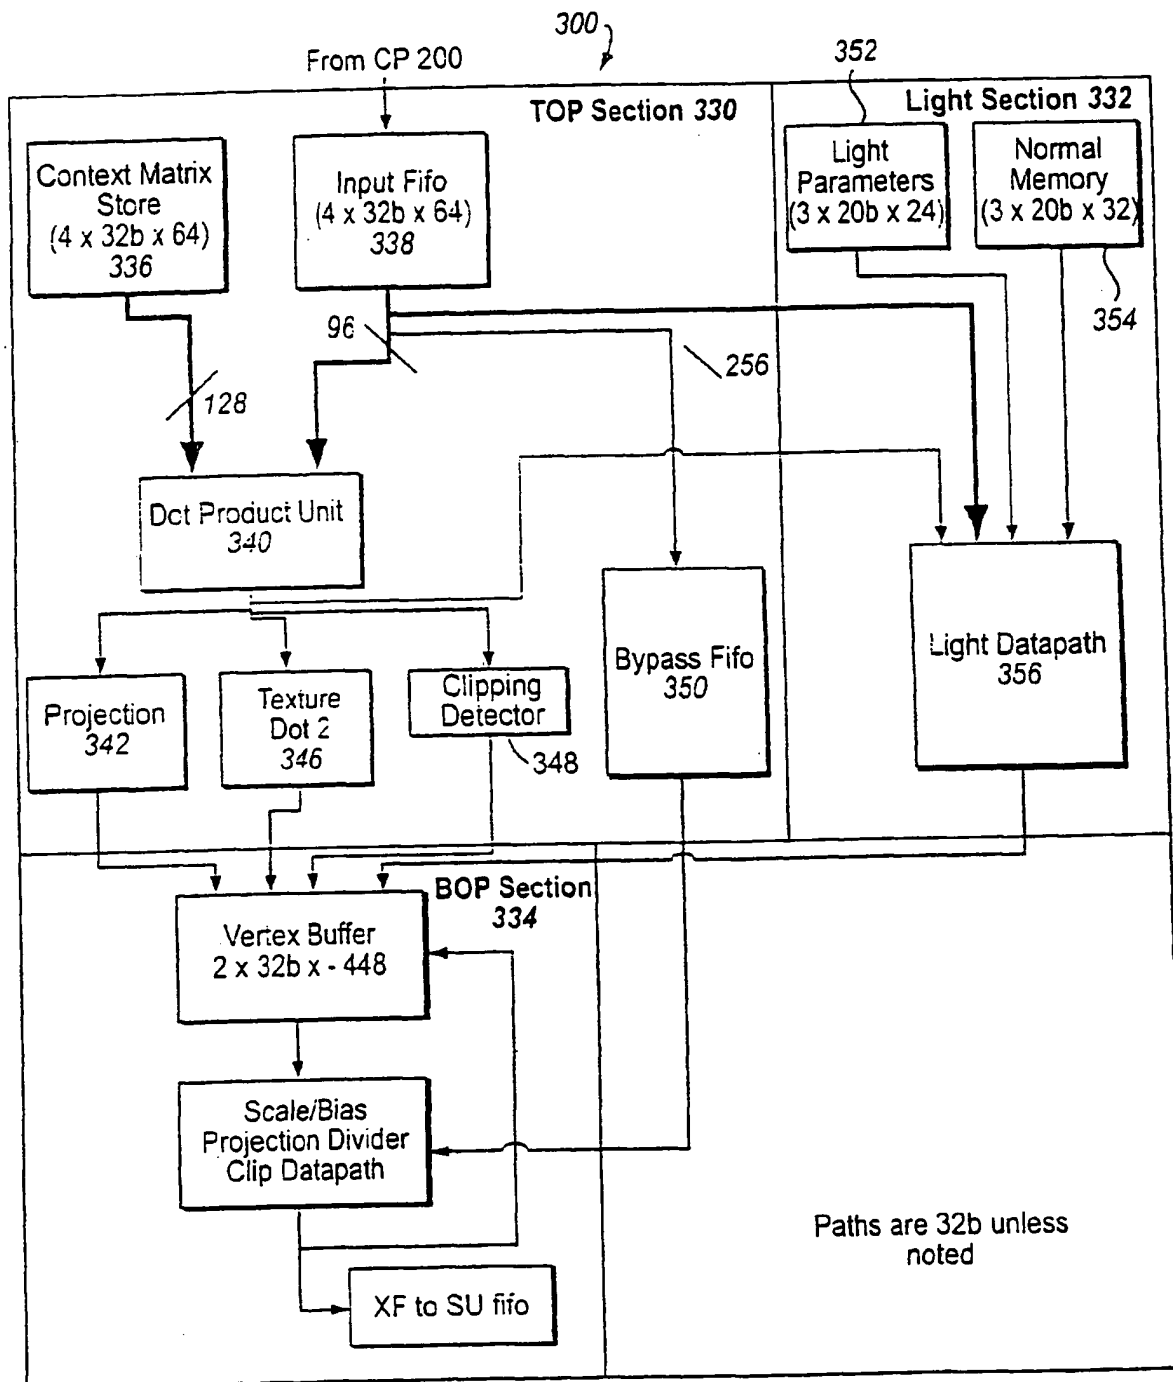 300
From CP 200
352
TOP Section 330
Light Section 332
Context Matrix
Store
(4 x 32b x 64)
336
Input Fifo
(4 x 32b x 64)
338
Light
Parameters
(3 x 20b x 24)
Normal
Memory
(3 x 20b x 32)
354
96
256
128
Dct Product Unit
340
Projection
342
Texture
Dot 2
346
Clipping
Detector
348
Bypass Fifo
350
Light Datapath
356
BOP Section
334
Vertex Buffer
2 x 32b x - 448
Scale/Bias
Projection Divider
Clip Datapath
Paths are 32b unless
noted
XF to SU fifo